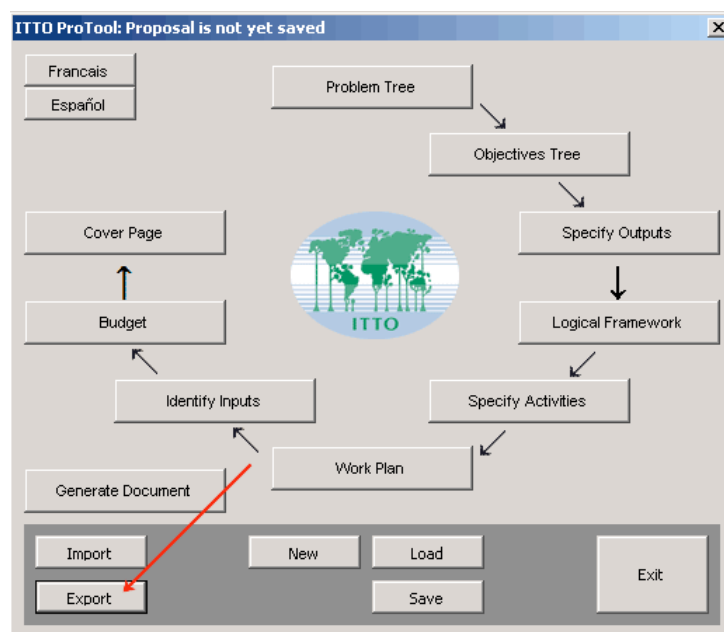 ITTO ProTool: Proposal is not yet saved
Francais
Español
Problem Tree
Objectives Tree
Cover Page
Specify Outputs
ITTO
Budget
Logical Framework
Identify Inputs
Specify Activities
Work Plan
Generate Document
Import
New
Load
Exit
Export
Save